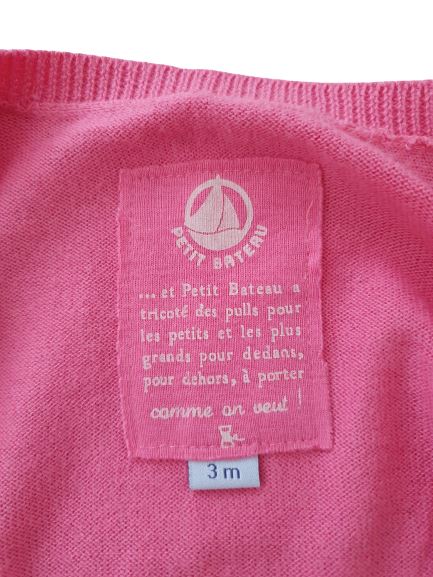 PETIT BATEAU
... et Petit Bateau a
tricoté des pulls pour
les petits et les plus
grands pour dedans,
pour dehors, à porter
comme on veut !
3 m